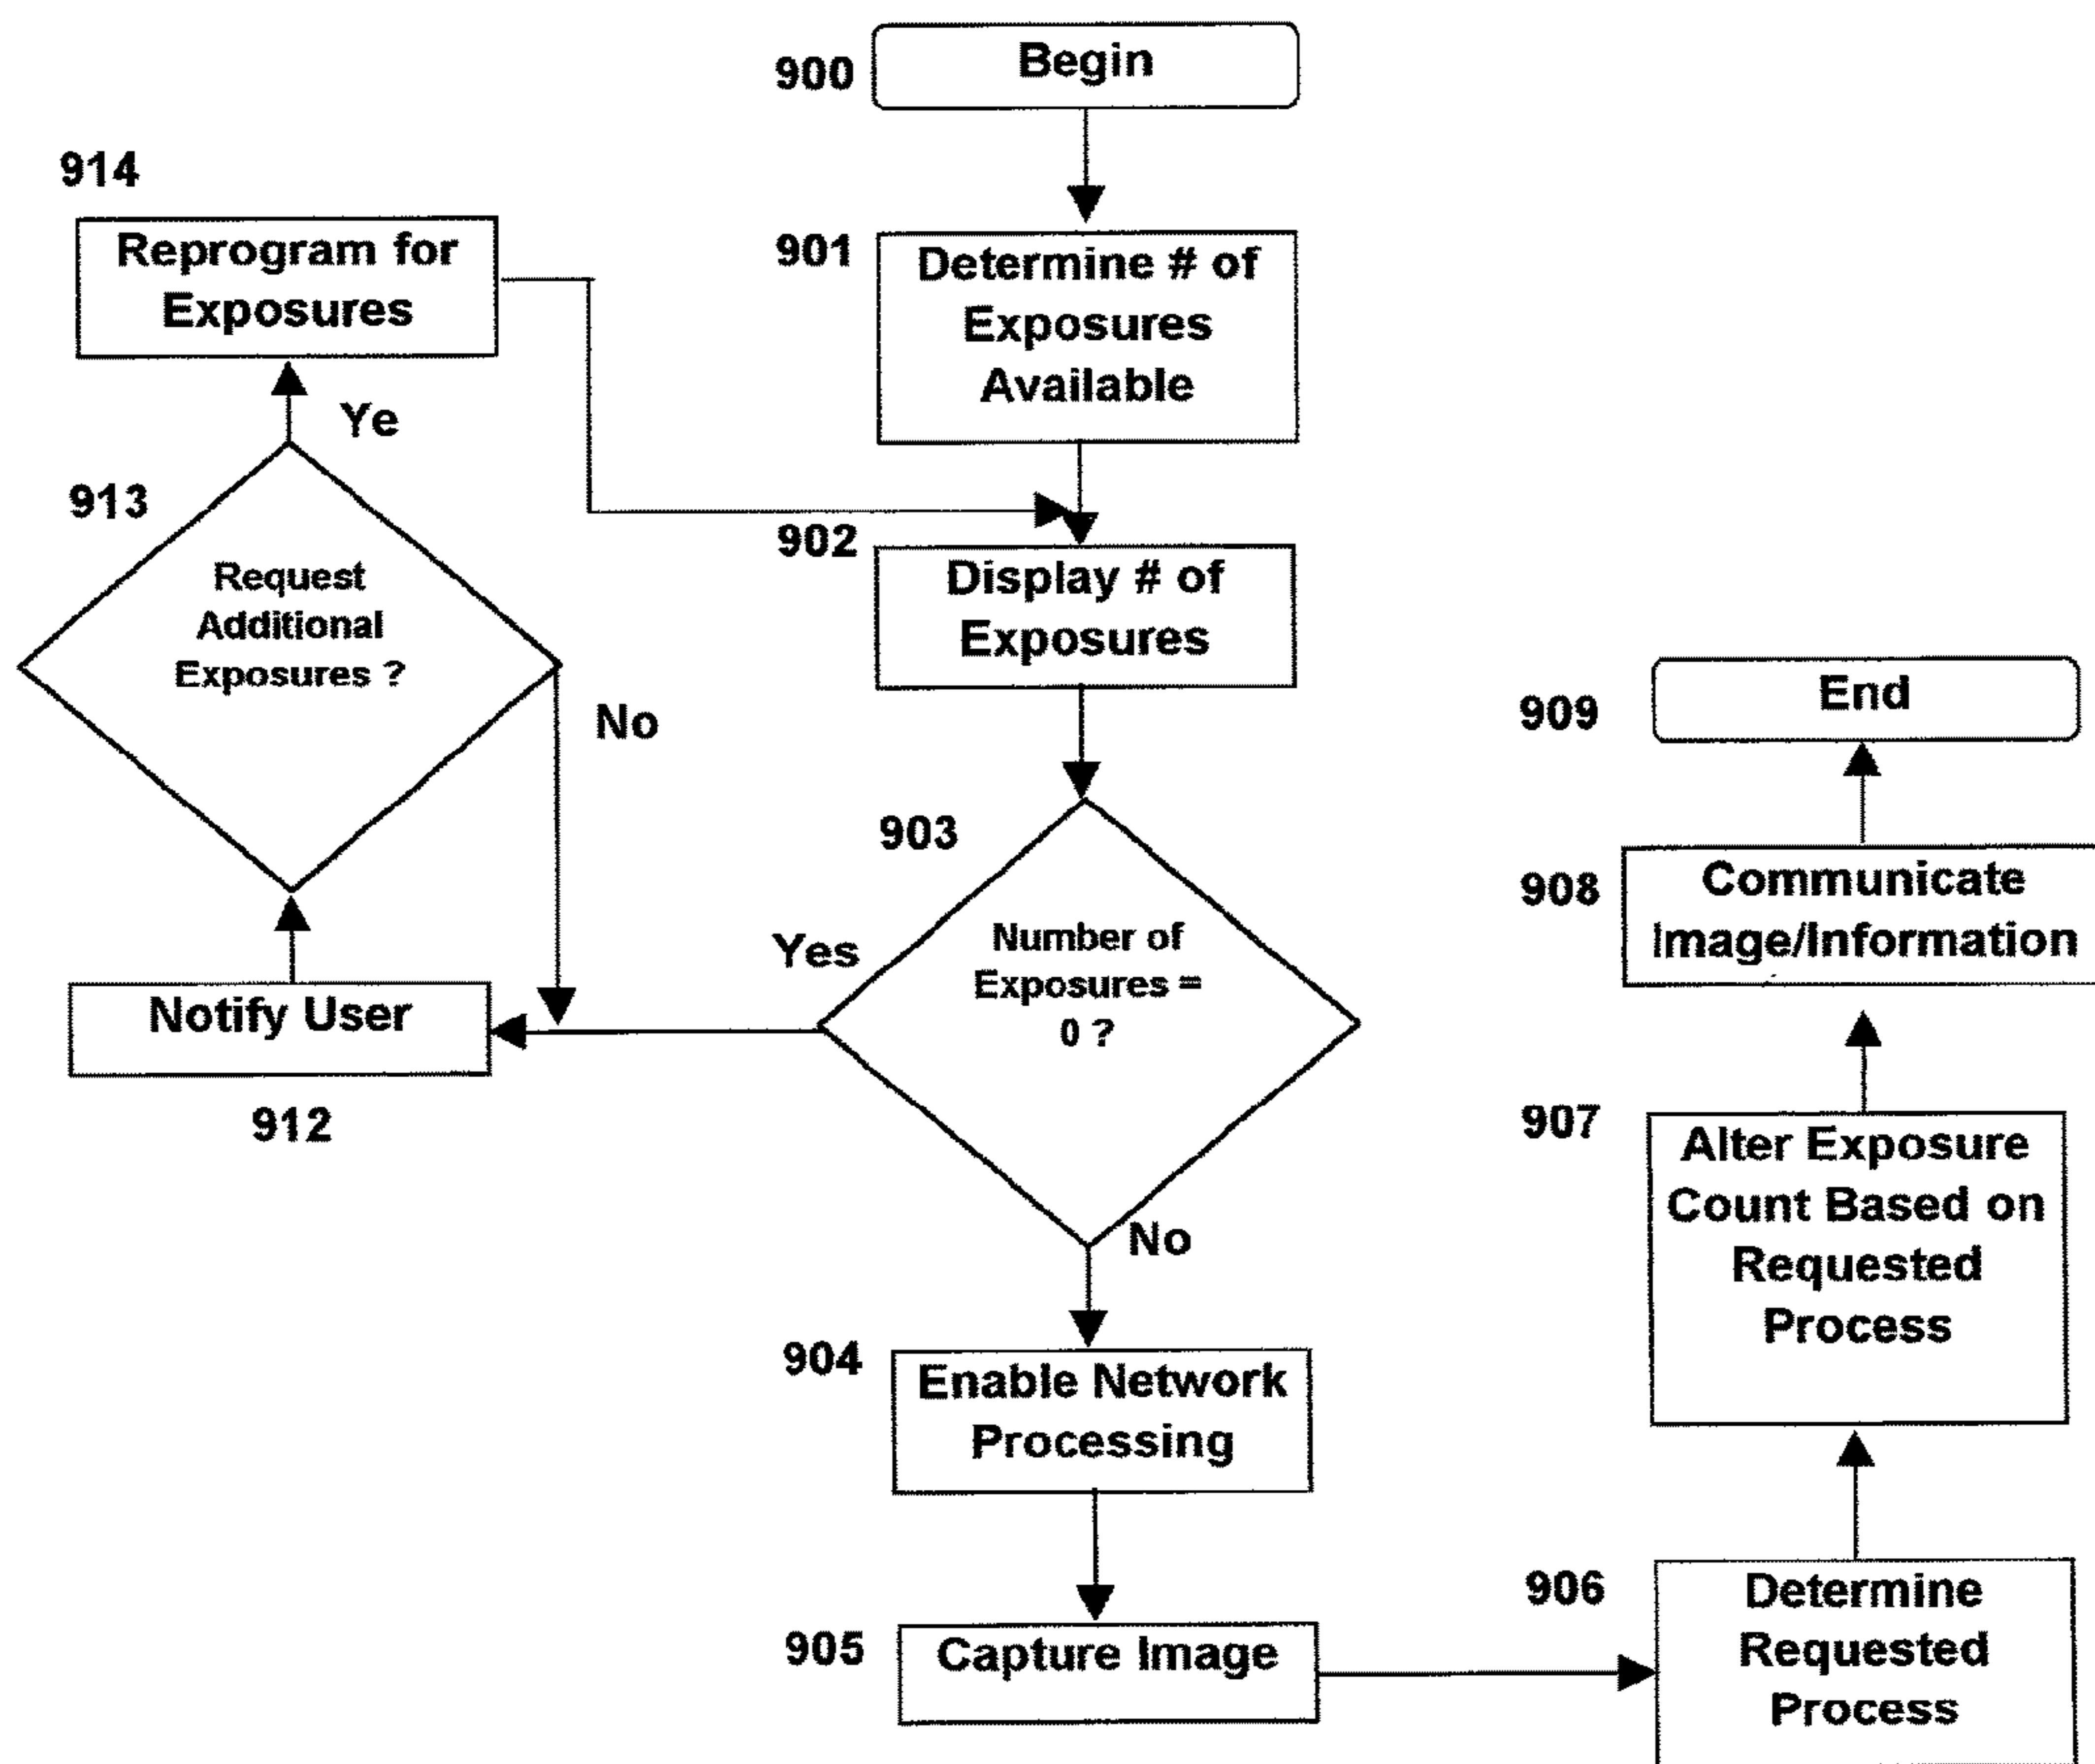 900
Begin
901
Determine # of
Exposures
Available
902
Display # of
Exposures
903
Number of
Exposures =
0 ?
Yes
No
912
Notify User
913
Request
Additional
Exposures ?
Ye
No
914
Reprogram for
Exposures
904
Enable Network
Processing
905
Capture Image
906
Determine
Requested
Process
907
Alter Exposure
Count Based on
Requested
Process
908
Communicate
Image/Information
909
End